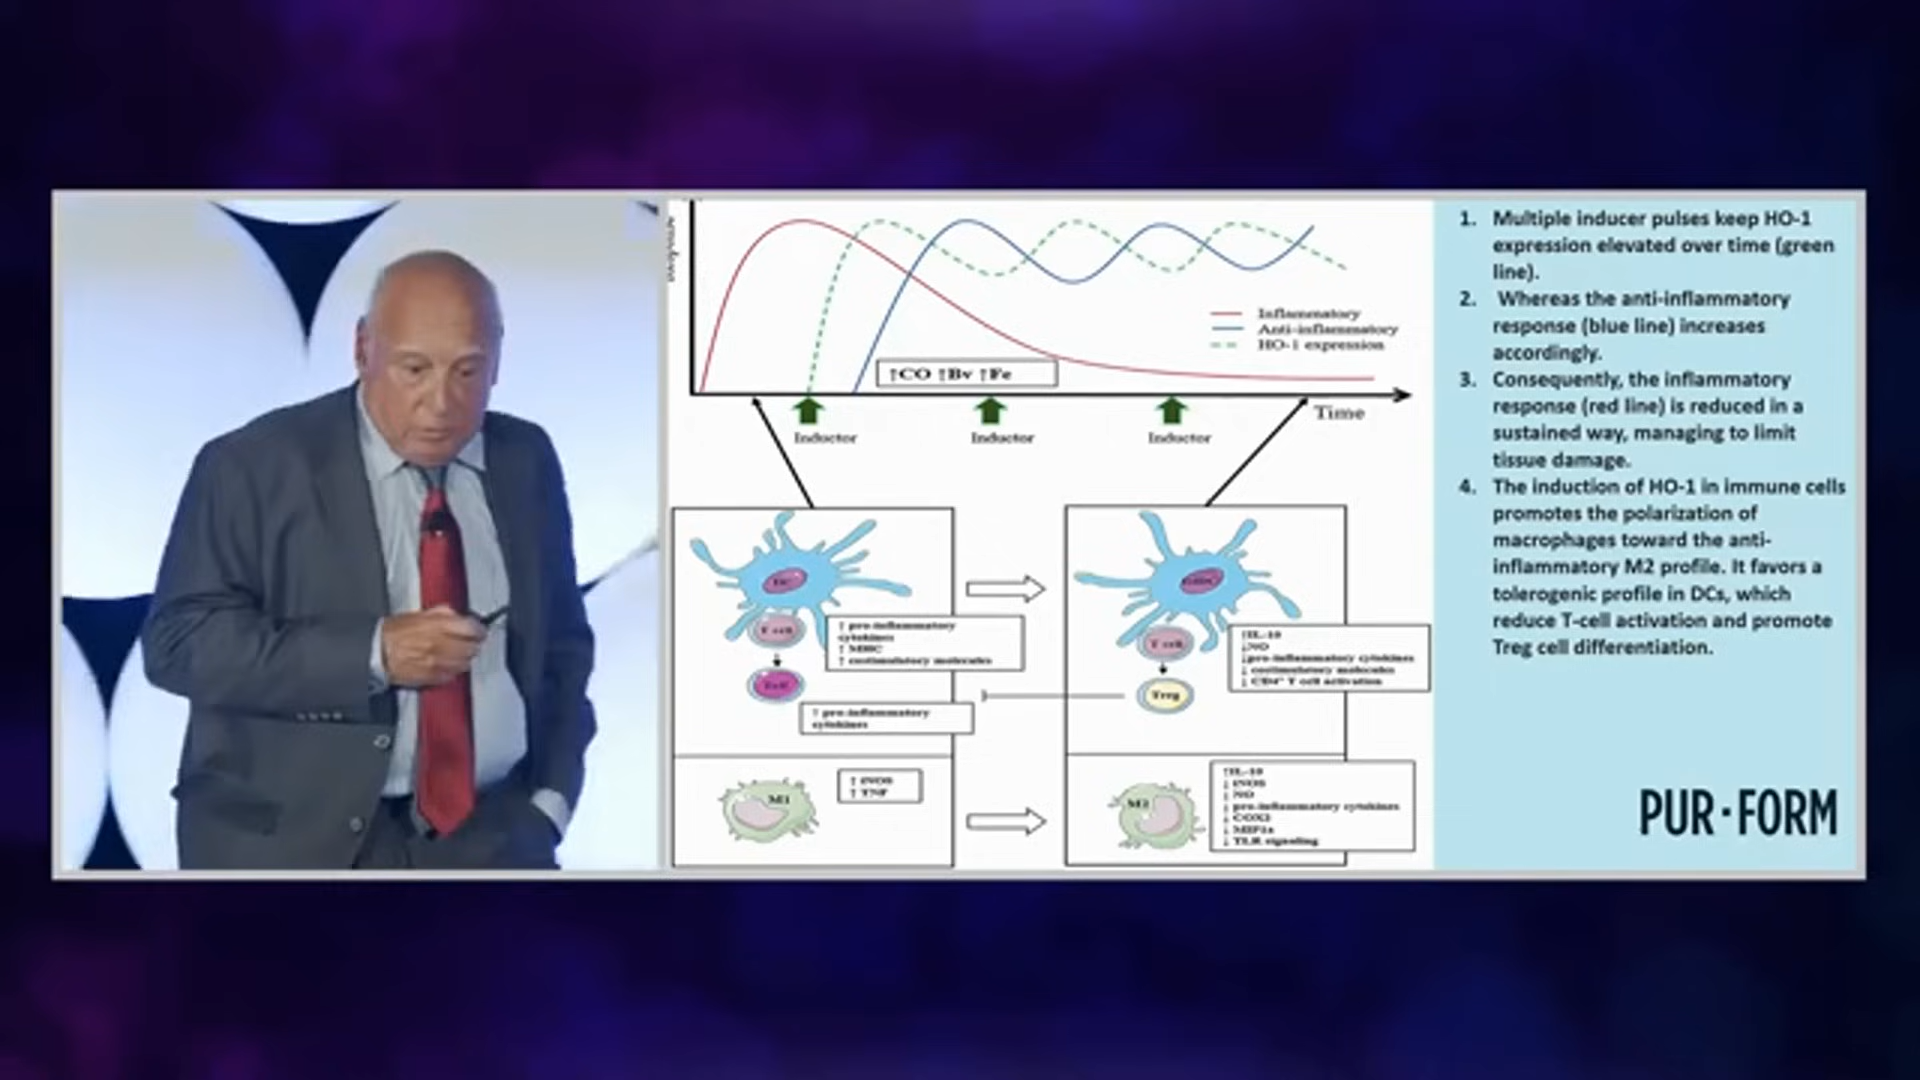 Inflammatory
Anti-inflammatory
HO-1 expression
↑CO ↑Bv ↑Fe
Time
Inductor
Inductor
Inductor
DC
T cell
↑ pro-inflammatory
cytokines
↑ MHC
↑ costimulatory molecules
↑ pro-inflammatory
cytokines
T cell
Treg
↑IL-10
↓NO
↓pro-inflammatory cytokines
↓ costimulatory molecules
↓ CD4⁺ T cell activation
M1
↑ iNOS
↑ TNF
M2
↑IL-10
↓ iNOS
↓ NO
↓ pro-inflammatory cytokines
↓ COX2
↓ MIP1a
↓ TLR signaling
1. Multiple inducer pulses keep HO-1
expression elevated over time (green
line).
2. Whereas the anti-inflammatory
response (blue line) increases
accordingly.
3. Consequently, the inflammatory
response (red line) is reduced in a
sustained way, managing to limit
tissue damage.
4. The induction of HO-1 in immune cells
promotes the polarization of
macrophages toward the anti-
inflammatory M2 profile. It favors a
tolerogenic profile in DCs, which
reduce T-cell activation and promote
Treg cell differentiation.
PUR·FORM